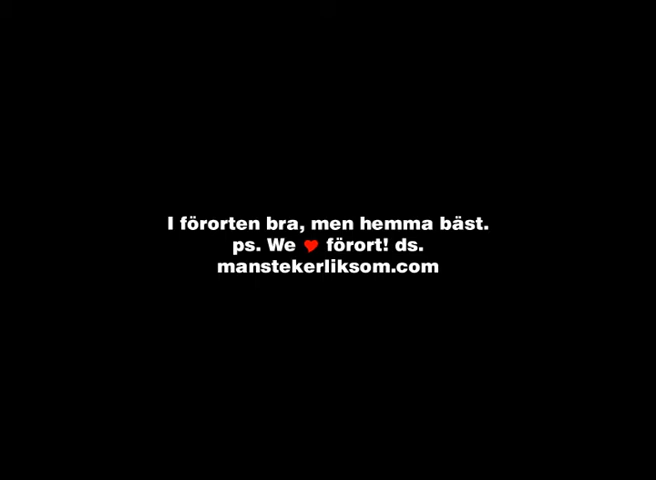 I förorten bra, men hemma bäst.
ps. We ♥ förort! ds.
manstekerliksom.com